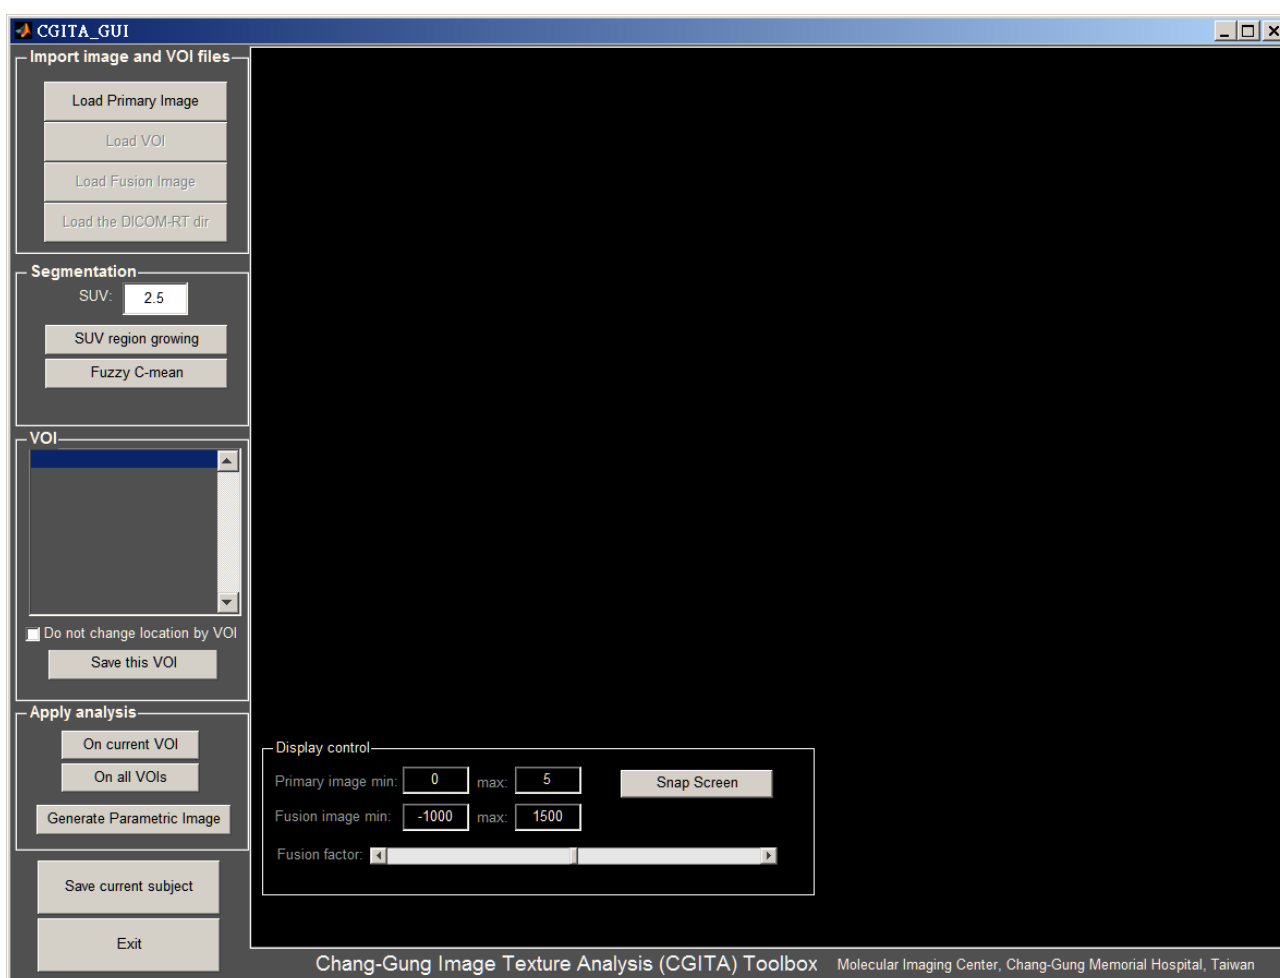 CGITA_GUI
Import image and VOI files
Load Primary Image
Load VOI
Load Fusion Image
Load the DICOM-RT dir
Segmentation
SUV: 2.5
SUV region growing
Fuzzy C-mean
VOI
Do not change location by VOI
Save this VOI
Apply analysis
On current VOI
On all VOIs
Generate Parametric Image
Save current subject
Exit
Display control
Primary image min: 0 max: 5 Snap Screen
Fusion image min: -1000 max: 1500
Fusion factor:
Chang-Gung Image Texture Analysis (CGITA) Toolbox Molecular Imaging Center, Chang-Gung Memorial Hospital, Taiwan